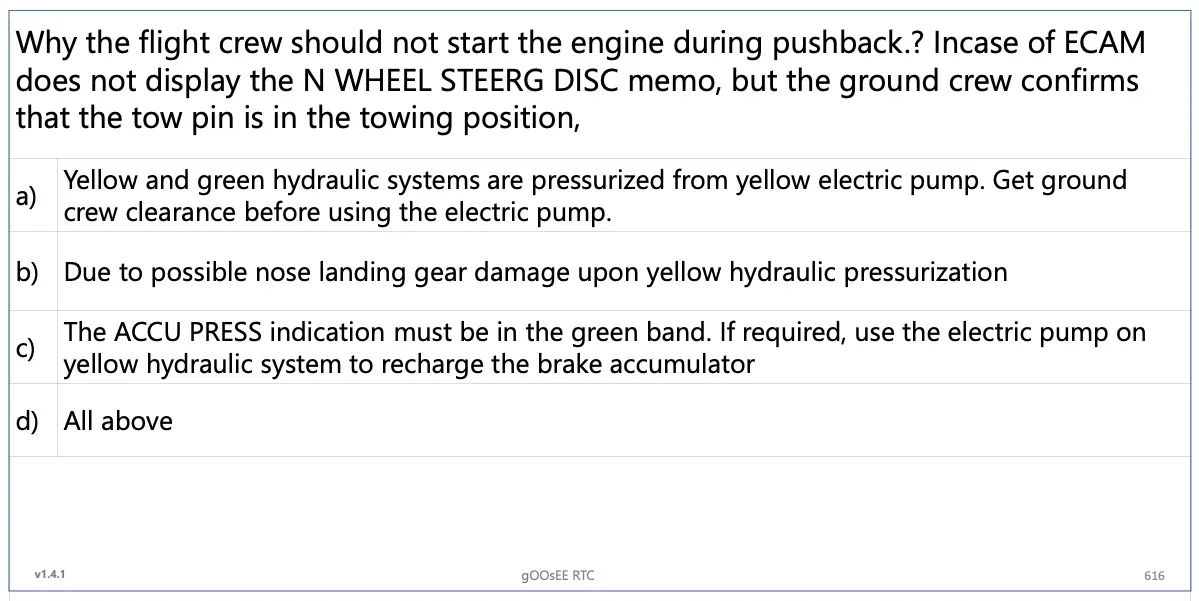 Why the flight crew should not start the engine during pushback.? Incase of ECAM
does not display the N WHEEL STEERG DISC memo, but the ground crew confirms
that the tow pin is in the towing position,
a) Yellow and green hydraulic systems are pressurized from yellow electric pump. Get ground
crew clearance before using the electric pump.
b) Due to possible nose landing gear damage upon yellow hydraulic pressurization
c) The ACCU PRESS indication must be in the green band. If required, use the electric pump on
yellow hydraulic system to recharge the brake accumulator
d) All above
v1.4.1 gOOsEE RTC 616